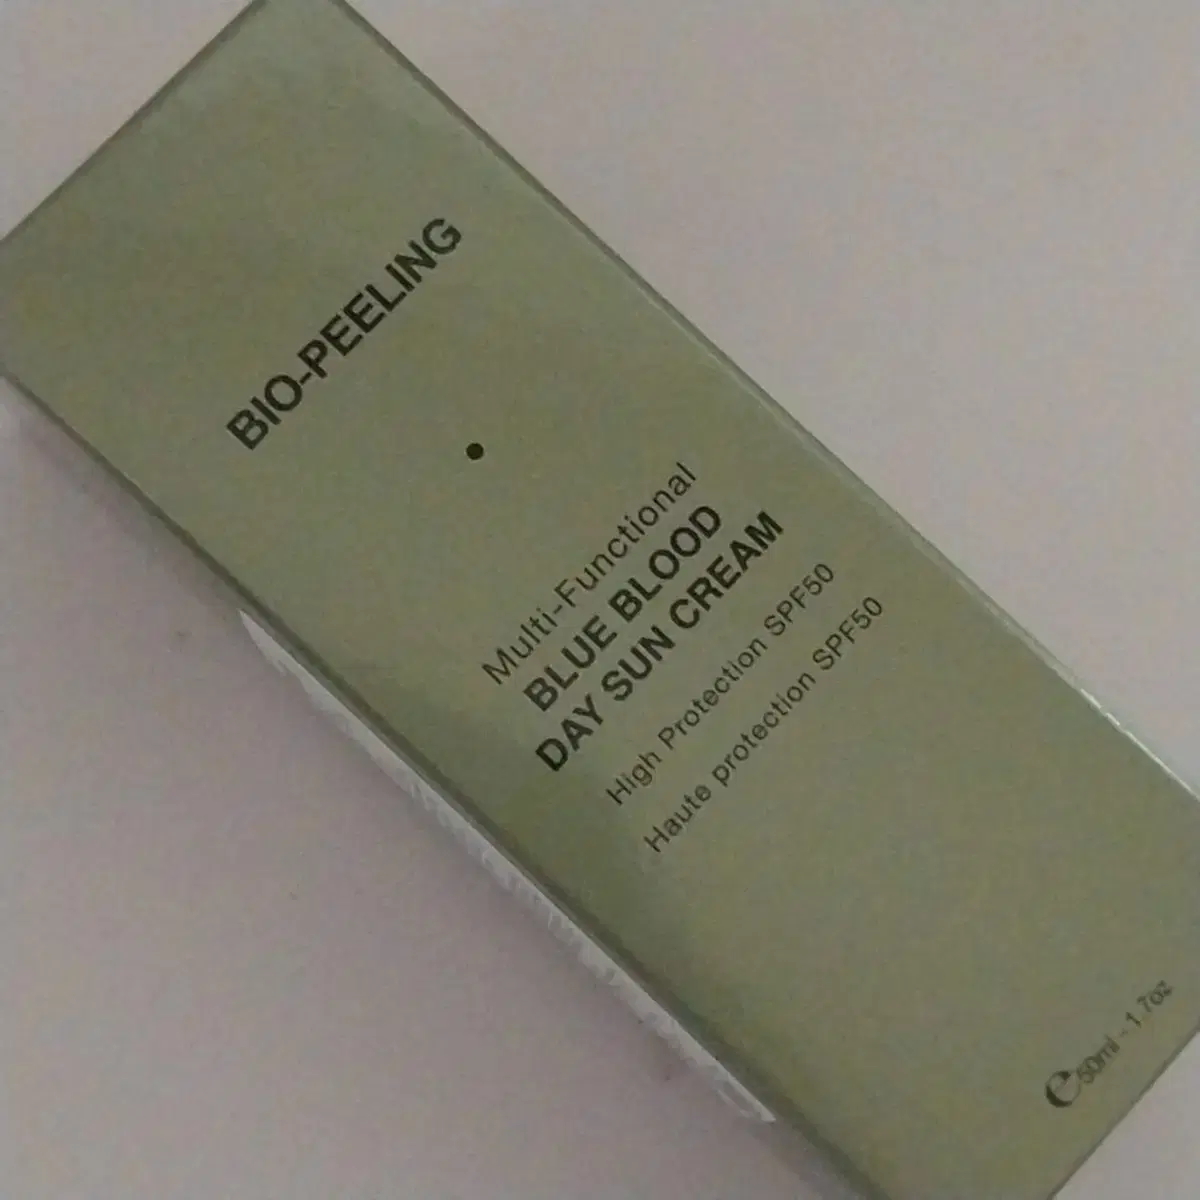 BIO-PEELING
Multi-Functional
BLUE BLOOD
DAY SUN CREAM
High Protection SPF50
Haute protection SPF50
℮50ml - 1.7oz